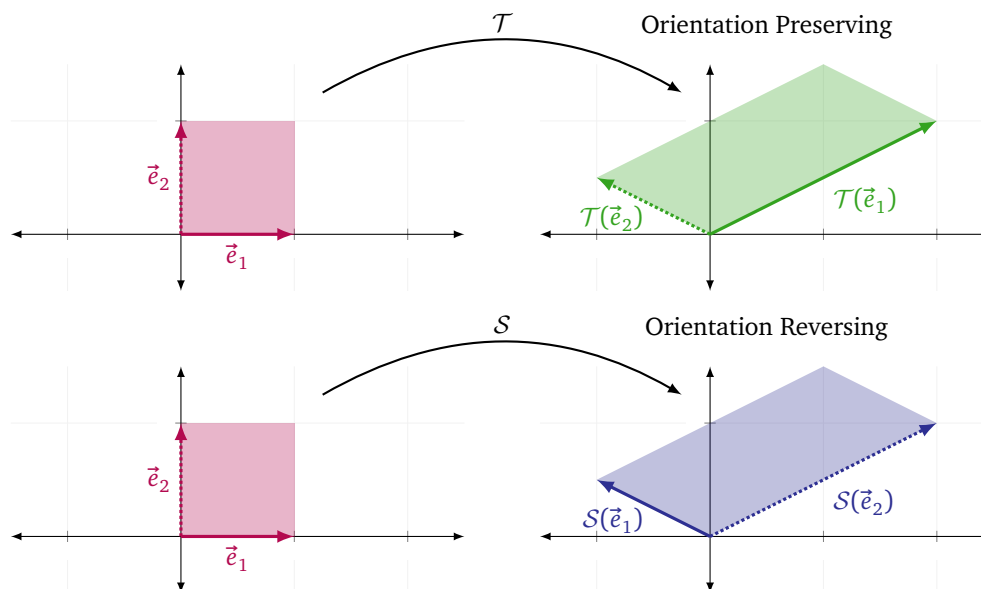 𝒯
Orientation Preserving
e⃗₂
e⃗₁
𝒯(e⃗₂)
𝒯(e⃗₁)
𝒮
Orientation Reversing
e⃗₂
e⃗₁
𝒮(e⃗₁)
𝒮(e⃗₂)